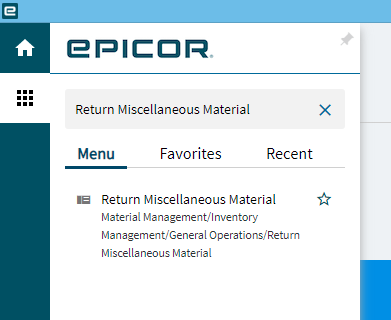 EPICOR
Return Miscellaneous Material
Menu Favorites Recent
Return Miscellaneous Material
Material Management/Inventory
Management/General Operations/Return
Miscellaneous Material